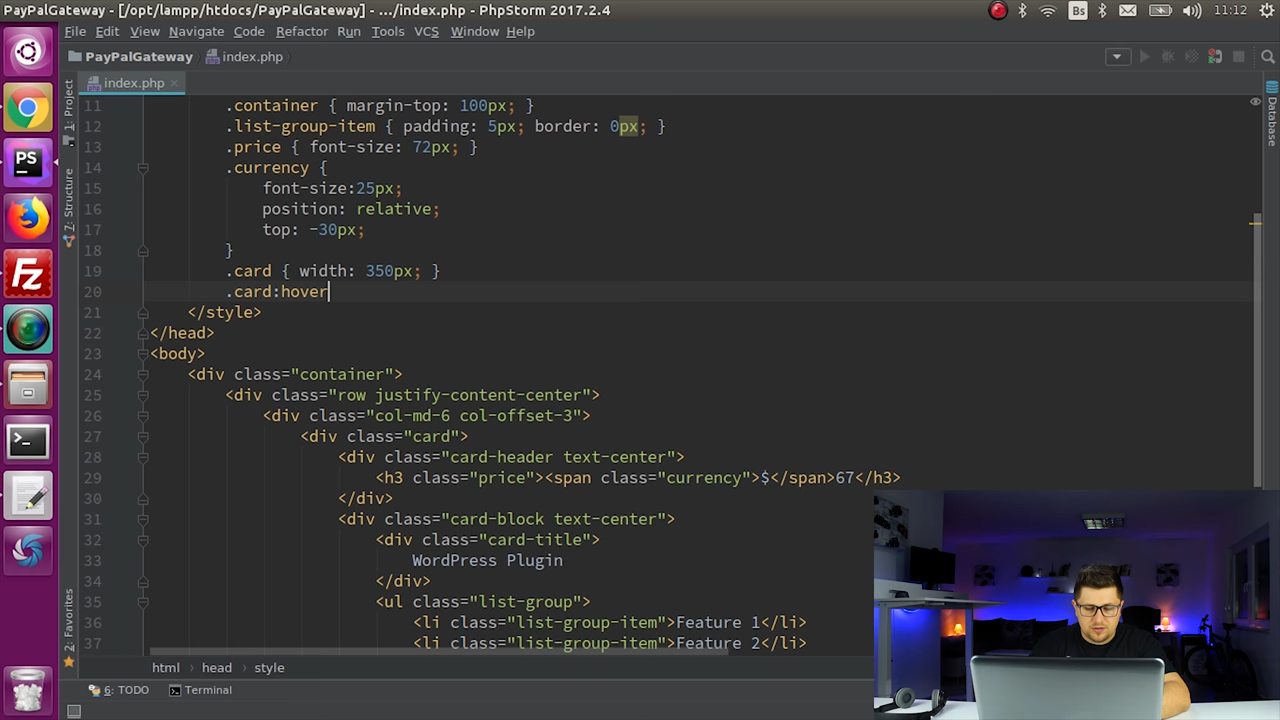 PayPalGateway - [/opt/lampp/htdocs/PayPalGateway] - .../index.php - PhpStorm 2017.2.4
Bs
11:12
File Edit View Navigate Code Refactor Run Tools VCS Window Help
PayPalGateway index.php
index.php
1: Project
7: Structure
2: Favorites
Database
PS
Fz
11 .container { margin-top: 100px; }
12 .list-group-item { padding: 5px; border: 0px; }
13 .price { font-size: 72px; }
14 .currency {
15 font-size:25px;
16 position: relative;
17 top: -30px;
18 }
19 .card { width: 350px; }
20 .card:hover
21 </style>
22 </head>
23 <body>
24 <div class="container">
25 <div class="row justify-content-center">
26 <div class="col-md-6 col-offset-3">
27 <div class="card">
28 <div class="card-header text-center">
29 <h3 class="price"><span class="currency">$</span>67</h3>
30 </div>
31 <div class="card-block text-center">
32 <div class="card-title">
33 WordPress Plugin
34 </div>
35 <ul class="list-group">
36 <li class="list-group-item">Feature 1</li>
37 <li class="list-group-item">Feature 2</li>
html head style
6: TODO Terminal